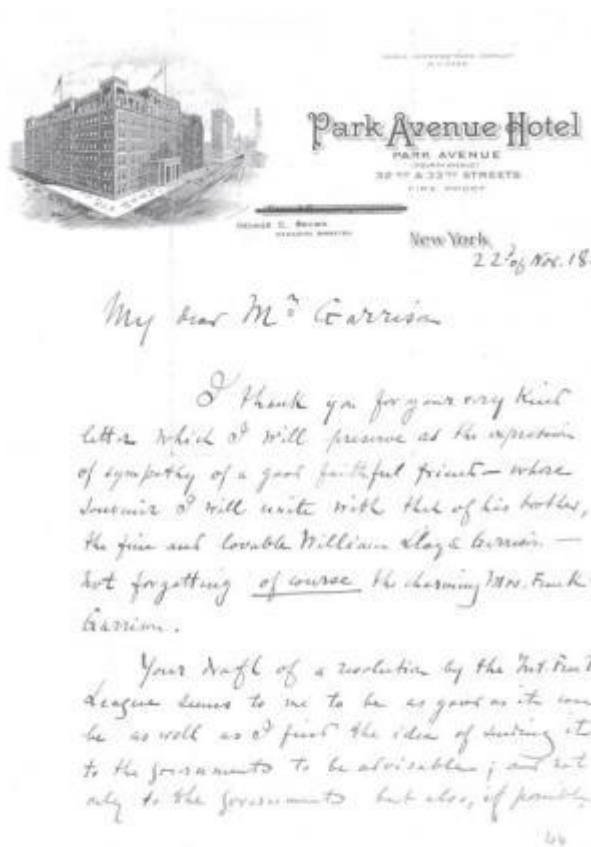 Park Avenue Hotel
PARK AVENUE
32ND & 33RD STREETS
FIRE PROOF
GEORGE C. BROWN
New York,
22d of Nov. 18
My dear Mr Garrison
I thank you for your very kind
letter which I will preserve as the expression
of sympathy of a good faithful friend — whose
souvenir I will unite with that of his brother,
the fine and lovable William Lloyd Garrison —
not forgetting of course the charming Mrs. Frank
Garrison.
Your draft of a resolution by the Int. Free
League seems to me to be as good as it can
be as well as I find the idea of sending it
to the governments to be advisable; and not
only to the governments but also, if possible,